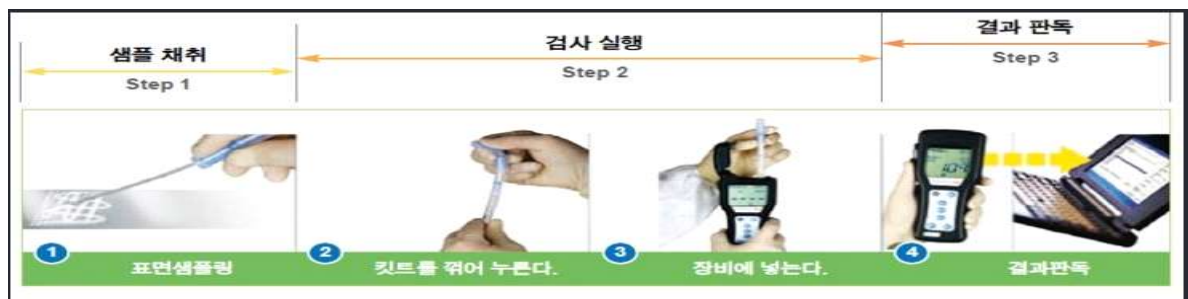 샘플 채취
Step 1
검사 실행
Step 2
결과 판독
Step 3
1 표면샘플링
2 킷트를 꺾어 누른다.
3 장비에 넣는다.
4 결과판독